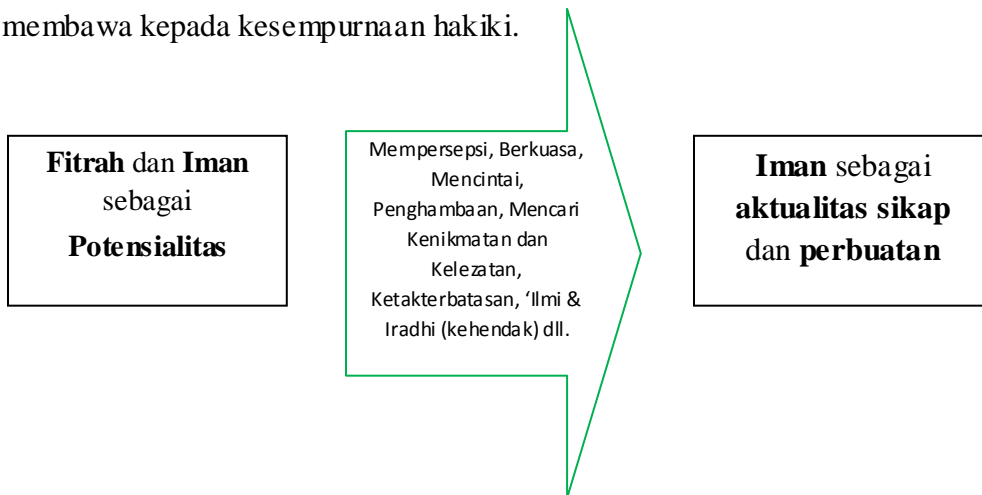 membawa kepada kesempurnaan hakiki.
Fitrah dan Iman
sebagai
Potensialitas
Mempersepsi, Berkuasa,
Mencintai,
Penghambaan, Mencari
Kenikmatan dan
Kelezatan,
Ketakterbatasan, ‘Ilmi &
Iradhi (kehendak) dll.
Iman sebagai
aktualitas sikap
dan perbuatan